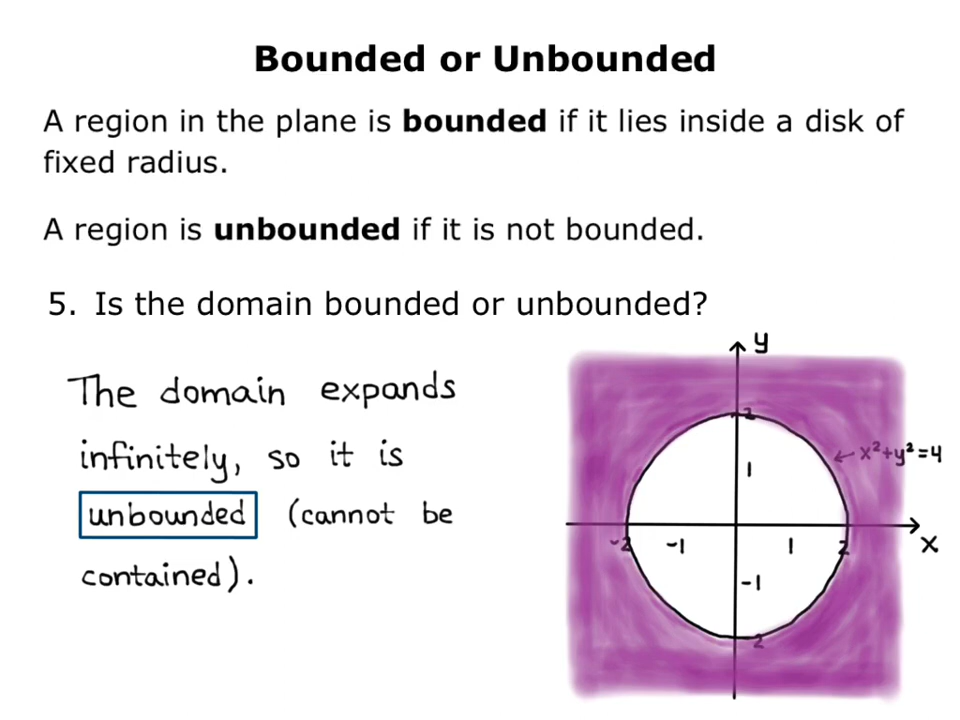 Bounded or Unbounded
A region in the plane is bounded if it lies inside a disk of
fixed radius.
A region is unbounded if it is not bounded.
5. Is the domain bounded or unbounded?
The domain expands
infinitely, so it is
unbounded (cannot be
contained).
y
2
x²+y²=4
1
-2 -1 1 2 x
-1
-2